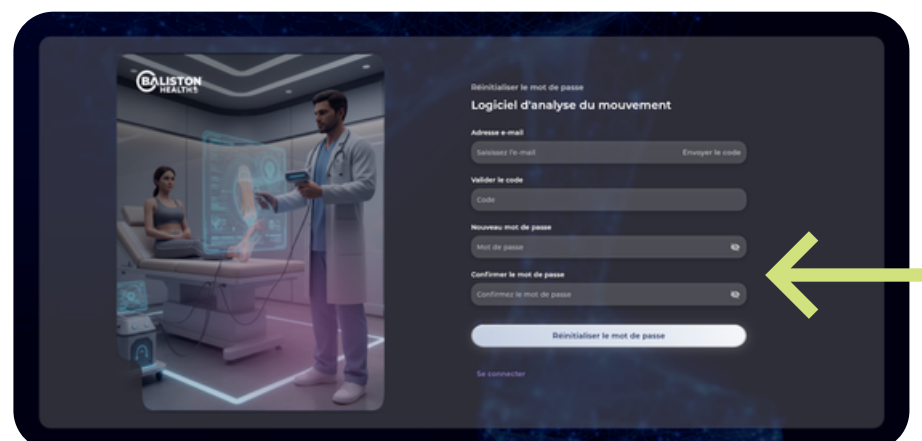 BALISTON
HEALTH
Réinitialiser le mot de passe
Logiciel d'analyse du mouvement
Adresse e-mail
Saisissez l'e-mail Envoyer le code
Valider le code
Code
Nouveau mot de passe
Mot de passe
Confirmer le mot de passe
Confirmez le mot de passe
Réinitialiser le mot de passe
Se connecter